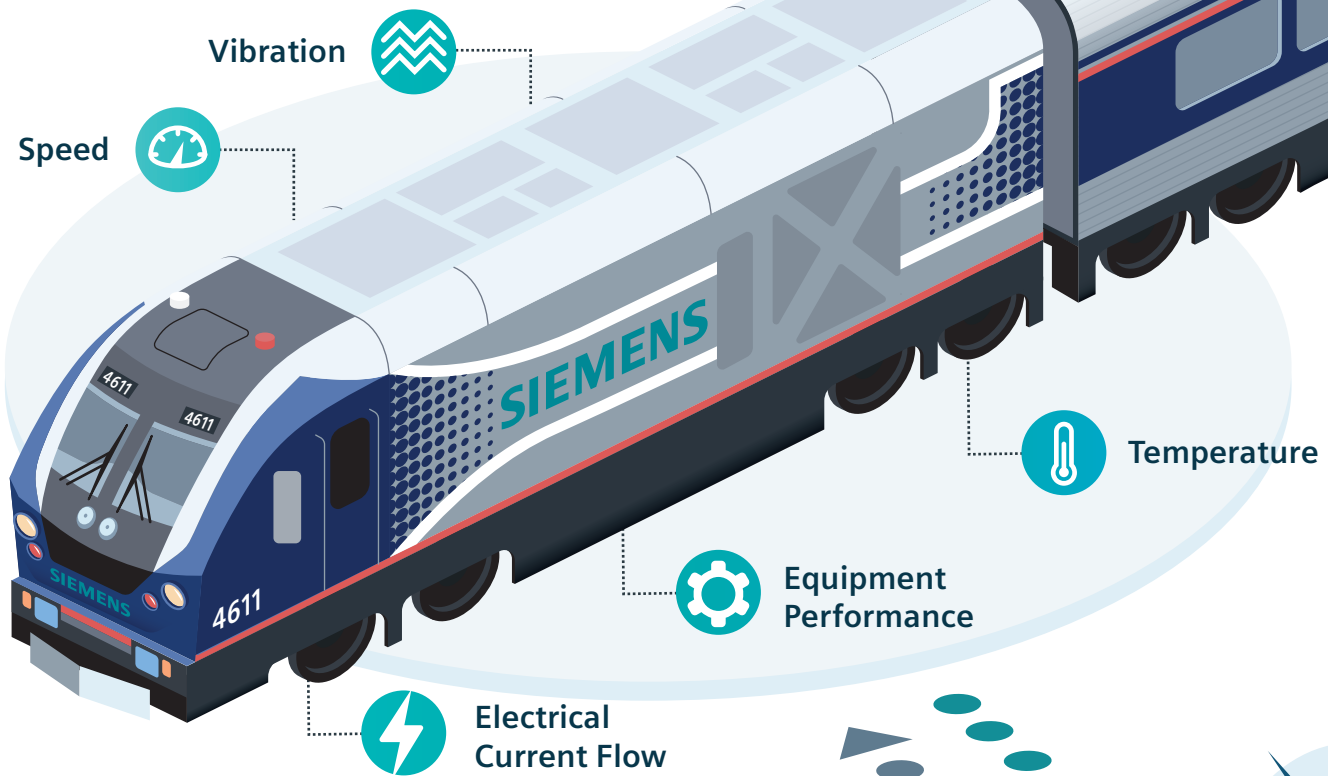 Vibration
Speed
4611
4611
SIEMENS
Temperature
SIEMENS
4611
Equipment
Performance
Electrical
Current Flow